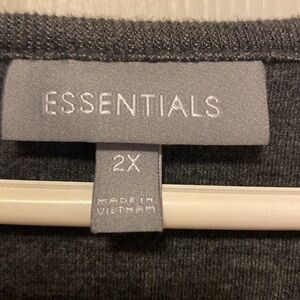 ESSENTIALS
2X
MADE IN
VIETNAM